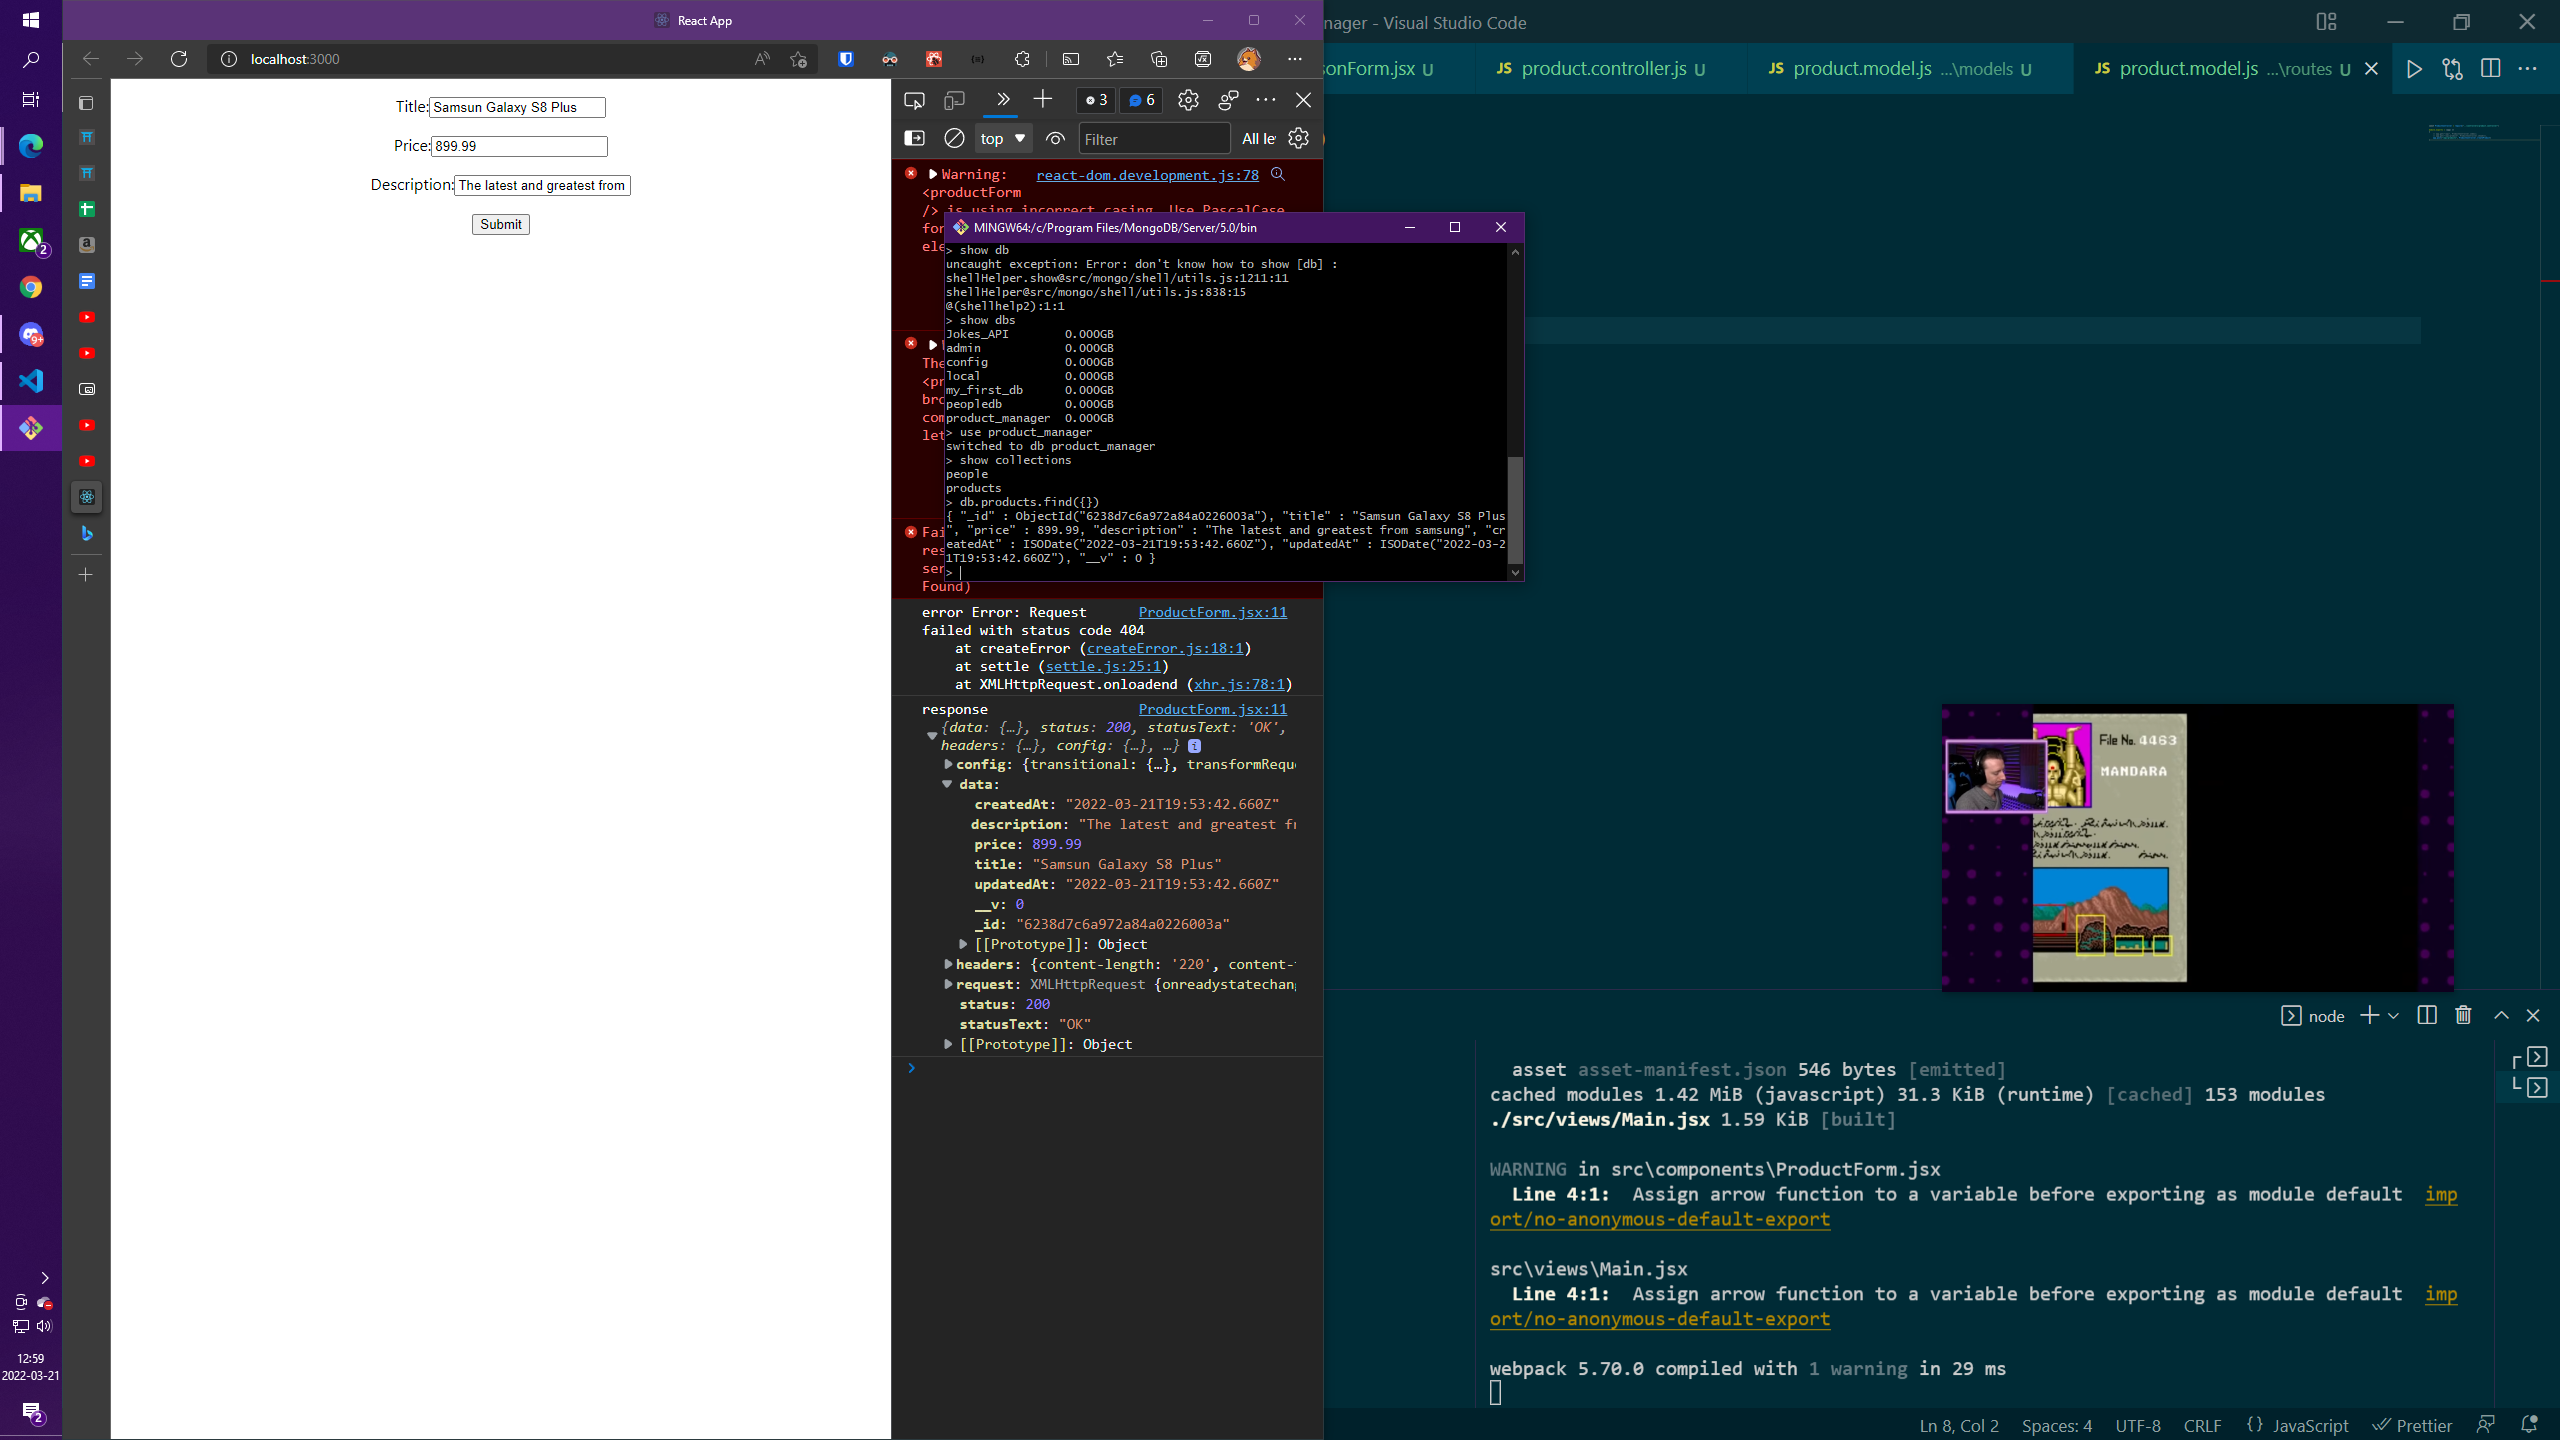 React App
localhost:3000
Title: Samsun Galaxy S8 Plus
Price: 899.99
Description: The latest and greatest from
Submit
3
6
top
Filter
All le
Warning: react-dom.development.js:78
<productForm
/> is using incorrect casing. Use PascalCase
for
ele
The
<pr
bro
com
let
Fai
res
ser
Found)
MINGW64:/c/Program Files/MongoDB/Server/5.0/bin
> show db
uncaught exception: Error: don't know how to show [db] :
shellHelper.show@src/mongo/shell/utils.js:1211:11
shellHelper@src/mongo/shell/utils.js:838:15
@(shellhelp2):1:1
> show dbs
Jokes_API 0.000GB
admin 0.000GB
config 0.000GB
local 0.000GB
my_first_db 0.000GB
peopledb 0.000GB
product_manager 0.000GB
> use product_manager
switched to db product_manager
> show collections
people
products
> db.products.find({})
{ "_id" : ObjectId("6238d7c6a972a84a0226003a"), "title" : "Samsun Galaxy S8 Plus
", "price" : 899.99, "description" : "The latest and greatest from samsung", "cr
eatedAt" : ISODate("2022-03-21T19:53:42.660Z"), "updatedAt" : ISODate("2022-03-2
1T19:53:42.660Z"), "__v" : 0 }
>
error Error: Request ProductForm.jsx:11
failed with status code 404
at createError (createError.js:18:1)
at settle (settle.js:25:1)
at XMLHttpRequest.onloadend (xhr.js:78:1)
response ProductForm.jsx:11
{data: {…}, status: 200, statusText: 'OK',
headers: {…}, config: {…}, …}
config: {transitional: {…}, transformReque
data:
createdAt: "2022-03-21T19:53:42.660Z"
description: "The latest and greatest fr
price: 899.99
title: "Samsun Galaxy S8 Plus"
updatedAt: "2022-03-21T19:53:42.660Z"
__v: 0
_id: "6238d7c6a972a84a0226003a"
[[Prototype]]: Object
headers: {content-length: '220', content-
request: XMLHttpRequest {onreadystatechang
status: 200
statusText: "OK"
[[Prototype]]: Object
nager - Visual Studio Code
sonForm.jsx U
JS product.controller.js U
JS product.model.js ...\models U
JS product.model.js ...\routes U
File No. 4463
MANDARA
node
asset asset-manifest.json 546 bytes [emitted]
cached modules 1.42 MiB (javascript) 31.3 KiB (runtime) [cached] 153 modules
./src/views/Main.jsx 1.59 KiB [built]
WARNING in src\components\ProductForm.jsx
Line 4:1: Assign arrow function to a variable before exporting as module default imp
ort/no-anonymous-default-export
src\views\Main.jsx
Line 4:1: Assign arrow function to a variable before exporting as module default imp
ort/no-anonymous-default-export
webpack 5.70.0 compiled with 1 warning in 29 ms
Ln 8, Col 2
Spaces: 4
UTF-8
CRLF
{} JavaScript
Prettier
2
9+
12:59
2022-03-21
2